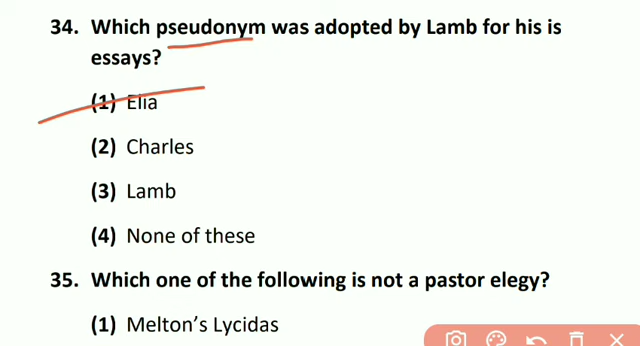 34. Which pseudonym was adopted by Lamb for his is
essays?
(1) Elia
(2) Charles
(3) Lamb
(4) None of these
35. Which one of the following is not a pastor elegy?
(1) Melton's Lycidas